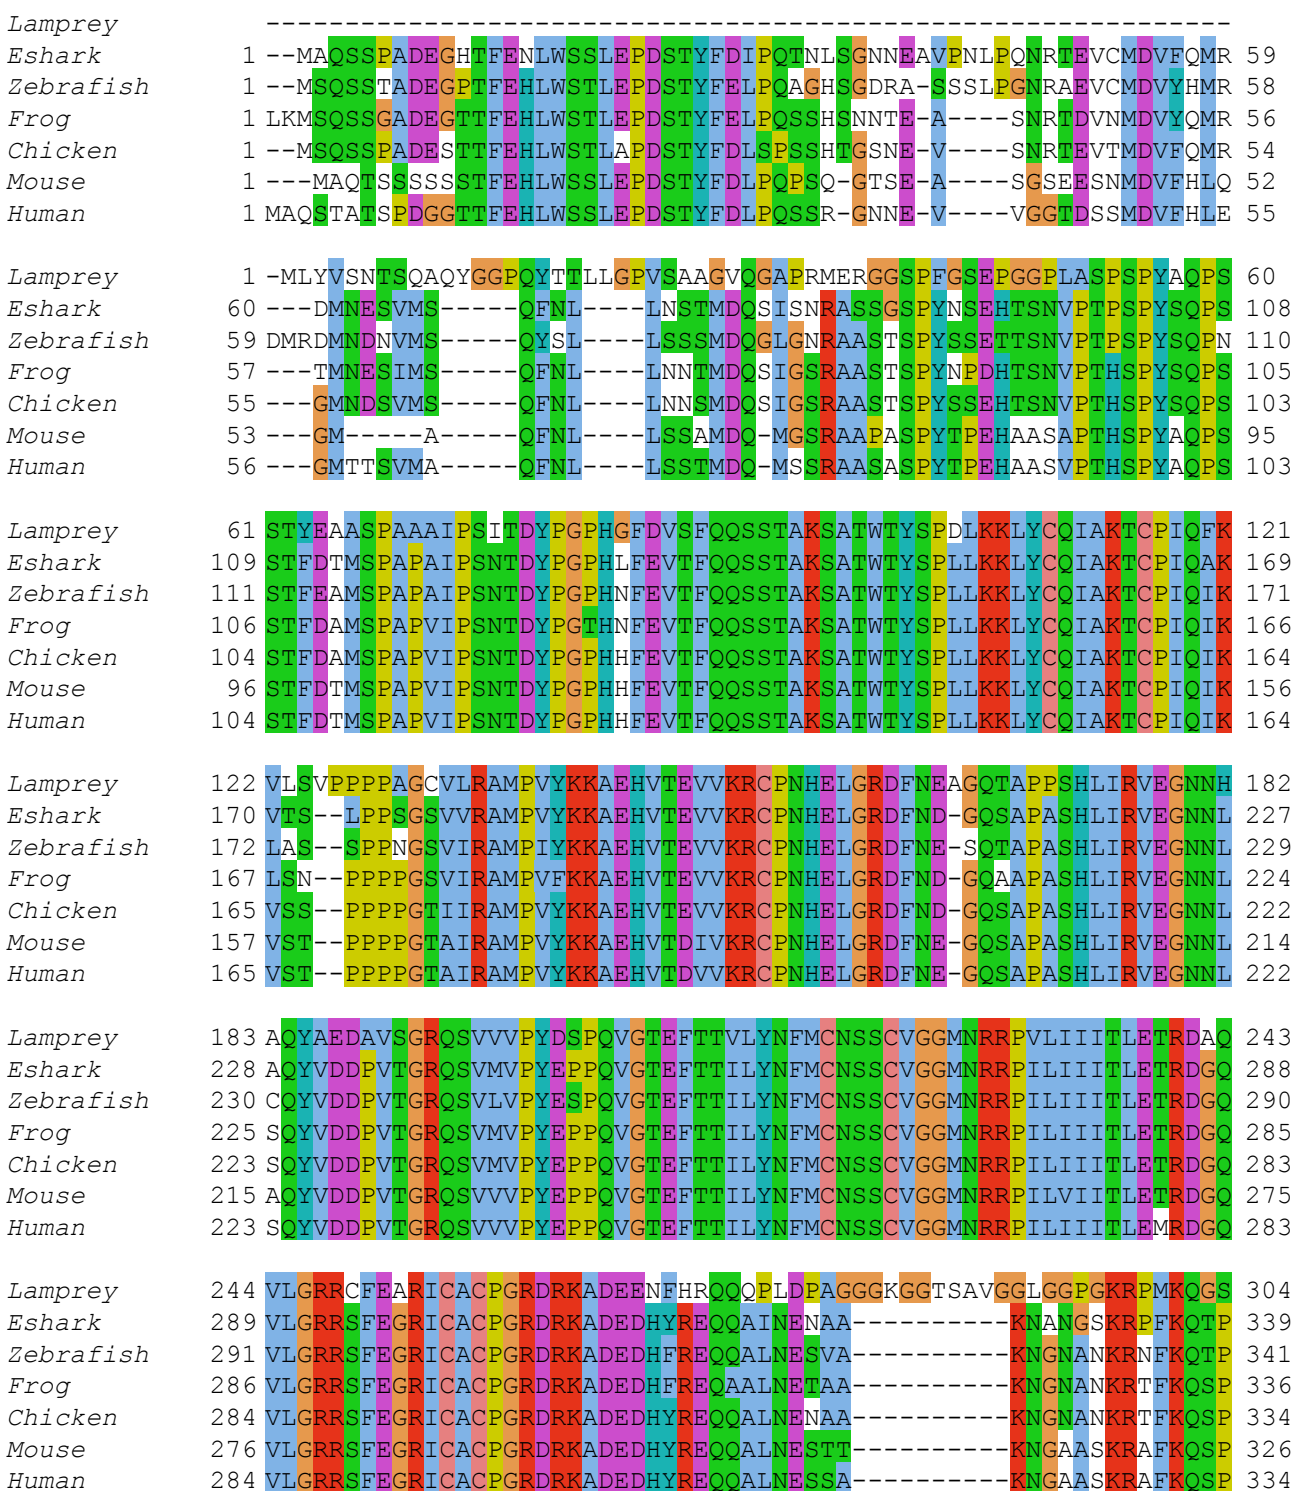 Lamprey -------------------------------------------------------------
Eshark 1 --MAQSSPADEGHTFENLWSSLEPDSTYFDIPQTNLSGNNEAVPNLPQNRTEVCMDVFQMR 59
Zebrafish 1 --MSQSSTADEGPTFEHLWSTLEPDSTYFELPQAGHSGDRA-SSSLPGNRAEVCMDVYHMR 58
Frog 1 LKMSQSSGADEGTTFEHLWSTLEPDSTYFELPQSSHSNNTE-A----SNRTDVNMDVYQMR 56
Chicken 1 --MSQSSPADESTTFEHLWSTLAPDSTYFDLSPSSHTGSNE-V----SNRTEVTMDVFQMR 54
Mouse 1 ---MAQTSSSSSSTFEHLWSSLEPDSTYFDLPQPSQ-GTSE-A----SGSEESNMDVFHLQ 52
Human 1 MAQSTATSPDGGTTFEHLWSSLEPDSTYFDLPQSSR-GNNE-V----VGGTDSSMDVFHLE 55
Lamprey 1 -MLYVSNTSQAQYGGPQYTTLLGPVSAAGVQGAPRMERGGSPFGSEPGGPLASPSPYAQPS 60
Eshark 60 ---DMNESVMS-----QFNL----LNSTMDQSISNRASSGSPYNSEHTSNVPTPSPYSQPS 108
Zebrafish 59 DMRDMNDNVMS-----QYSL----LSSSMDQGLGNRAASTSPYSSETTSNVPTPSPYSQPN 110
Frog 57 ---TMNESIMS-----QFNL----LNNTMDQSIGSRAASTSPYNPDHTSNVPTHSPYSQPS 105
Chicken 55 ---GMNDSVMS-----QFNL----LNNSMDQSIGSRAASTSPYSSEHTSNVPTHSPYSQPS 103
Mouse 53 ---GM-----A-----QFNL----LSSAMDQ-MGSRAAPASPYTPEHAASAPTHSPYAQPS 95
Human 56 ---GMTTSVMA-----QFNL----LSSTMDQ-MSSRAASASPYTPEHAASVPTHSPYAQPS 103
Lamprey 61 STYEAASPAAAIPSITDYPGPHGFDVSFQQSSTAKSATWTYSPDLKKLYCQIAKTCPIQFK 121
Eshark 109 STFDTMSPAPAIPSNTDYPGPHLFEVTFQQSSTAKSATWTYSPLLKKLYCQIAKTCPIQAK 169
Zebrafish 111 STFEAMSPAPAIPSNTDYPGPHNFEVTFQQSSTAKSATWTYSPLLKKLYCQIAKTCPIQIK 171
Frog 106 STFDAMSPAPVIPSNTDYPGTHNFEVTFQQSSTAKSATWTYSPLLKKLYCQIAKTCPIQIK 166
Chicken 104 STFDAMSPAPVIPSNTDYPGPHHFEVTFQQSSTAKSATWTYSPLLKKLYCQIAKTCPIQIK 164
Mouse 96 STFDTMSPAPVIPSNTDYPGPHHFEVTFQQSSTAKSATWTYSPLLKKLYCQIAKTCPIQIK 156
Human 104 STFDTMSPAPVIPSNTDYPGPHHFEVTFQQSSTAKSATWTYSPLLKKLYCQIAKTCPIQIK 164
Lamprey 122 VLSVPPPPAGCVLRAMPVYKKAEHVTEVVKRCPNHELGRDFNEAGQTAPPSHLIRVEGNNH 182
Eshark 170 VTS--LPPSGSVVRAMPVYKKAEHVTEVVKRCPNHELGRDFND-GQSAPASHLIRVEGNNL 227
Zebrafish 172 LAS--SPPNGSVIRAMPIYKKAEHVTEVVKRCPNHELGRDFNE-SQTAPASHLIRVEGNNL 229
Frog 167 LSN--PPPPGSVIRAMPVFKKAEHVTEVVKRCPNHELGRDFND-GQAAPASHLIRVEGNNL 224
Chicken 165 VSS--PPPPGTIIRAMPVYKKAEHVTEVVKRCPNHELGRDFND-GQSAPASHLIRVEGNNL 222
Mouse 157 VST--PPPPGTAIRAMPVYKKAEHVTDIVKRCPNHELGRDFNE-GQSAPASHLIRVEGNNL 214
Human 165 VST--PPPPGTAIRAMPVYKKAEHVTDVVKRCPNHELGRDFNE-GQSAPASHLIRVEGNNL 222
Lamprey 183 AQYAEDAVSGRQSVVVPYDSPQVGTEFTTVLYNFMCNSSCVGGMNRRPVLIIITLETRDAQ 243
Eshark 228 AQYVDDPVTGRQSVMVPYEPPQVGTEFTTILYNFMCNSSCVGGMNRRPILIIITLETRDGQ 288
Zebrafish 230 CQYVDDPVTGRQSVLVPYESPQVGTEFTTILYNFMCNSSCVGGMNRRPILIIITLETRDGQ 290
Frog 225 SQYVDDPVTGRQSVMVPYEPPQVGTEFTTILYNFMCNSSCVGGMNRRPILIIITLETRDGQ 285
Chicken 223 SQYVDDPVTGRQSVMVPYEPPQVGTEFTTILYNFMCNSSCVGGMNRRPILIIITLETRDGQ 283
Mouse 215 AQYVDDPVTGRQSVVVPYEPPQVGTEFTTILYNFMCNSSCVGGMNRRPILVIITLETRDGQ 275
Human 223 SQYVDDPVTGRQSVVVPYEPPQVGTEFTTILYNFMCNSSCVGGMNRRPILIIITLEMRDGQ 283
Lamprey 244 VLGRRCFEARICACPGRDRKADEENFHRQQQPLDPAGGGKGGTSAVGGLGGPGKRPMKQGS 304
Eshark 289 VLGRRSFEGRICACPGRDRKADEDHYREQQAINENAA----------KNANGSKRPFKQTP 339
Zebrafish 291 VLGRRSFEGRICACPGRDRKADEDHFREQQALNESVA----------KNGNANKRNFKQTP 341
Frog 286 VLGRRSFEGRICACPGRDRKADEDHFREQAALNETAA----------KNGNANKRTFKQSP 336
Chicken 284 VLGRRSFEGRICACPGRDRKADEDHYREQQALNENAA----------KNGNANKRTFKQSP 334
Mouse 276 VLGRRSFEGRICACPGRDRKADEDHYREQQALNESTT----------KNGAASKRAFKQSP 326
Human 284 VLGRRSFEGRICACPGRDRKADEDHYREQQALNESSA----------KNGAASKRAFKQSP 334